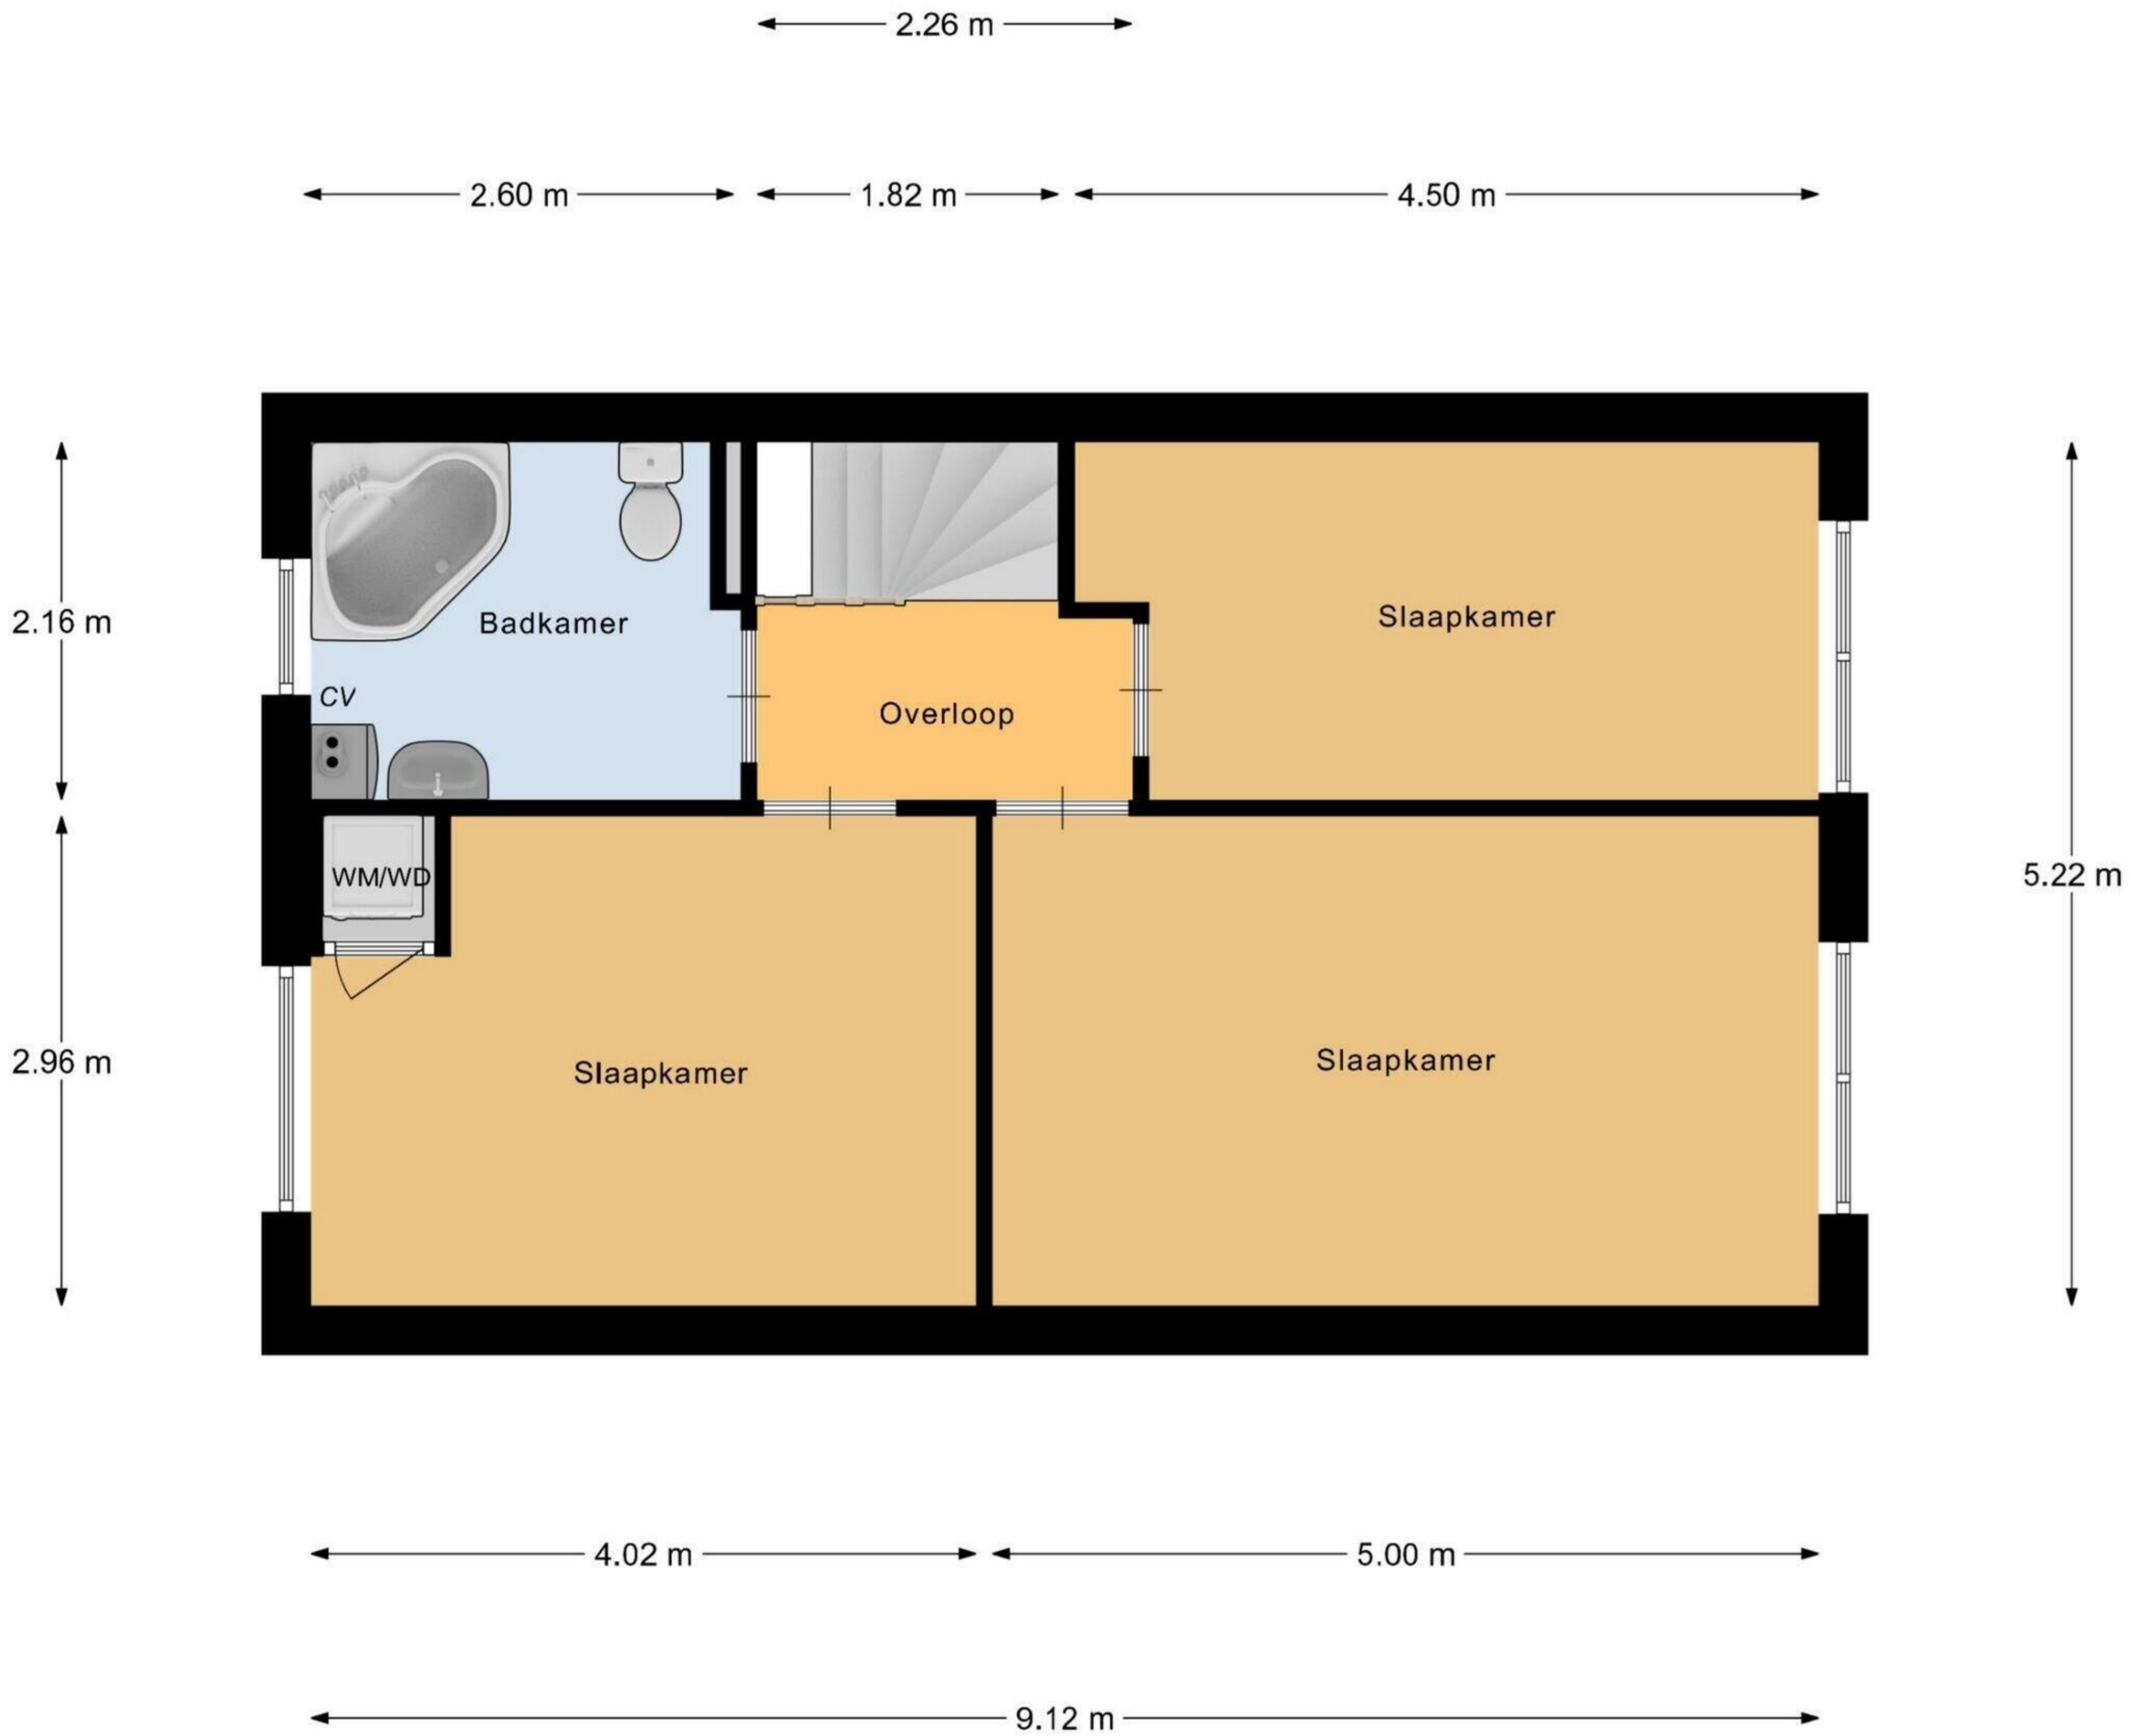 2.26 m
2.60 m
1.82 m
4.50 m
2.16 m
Badkamer
Slaapkamer
CV
Overloop
5.22 m
WM/WD
2.96 m
Slaapkamer
Slaapkamer
4.02 m
5.00 m
9.12 m